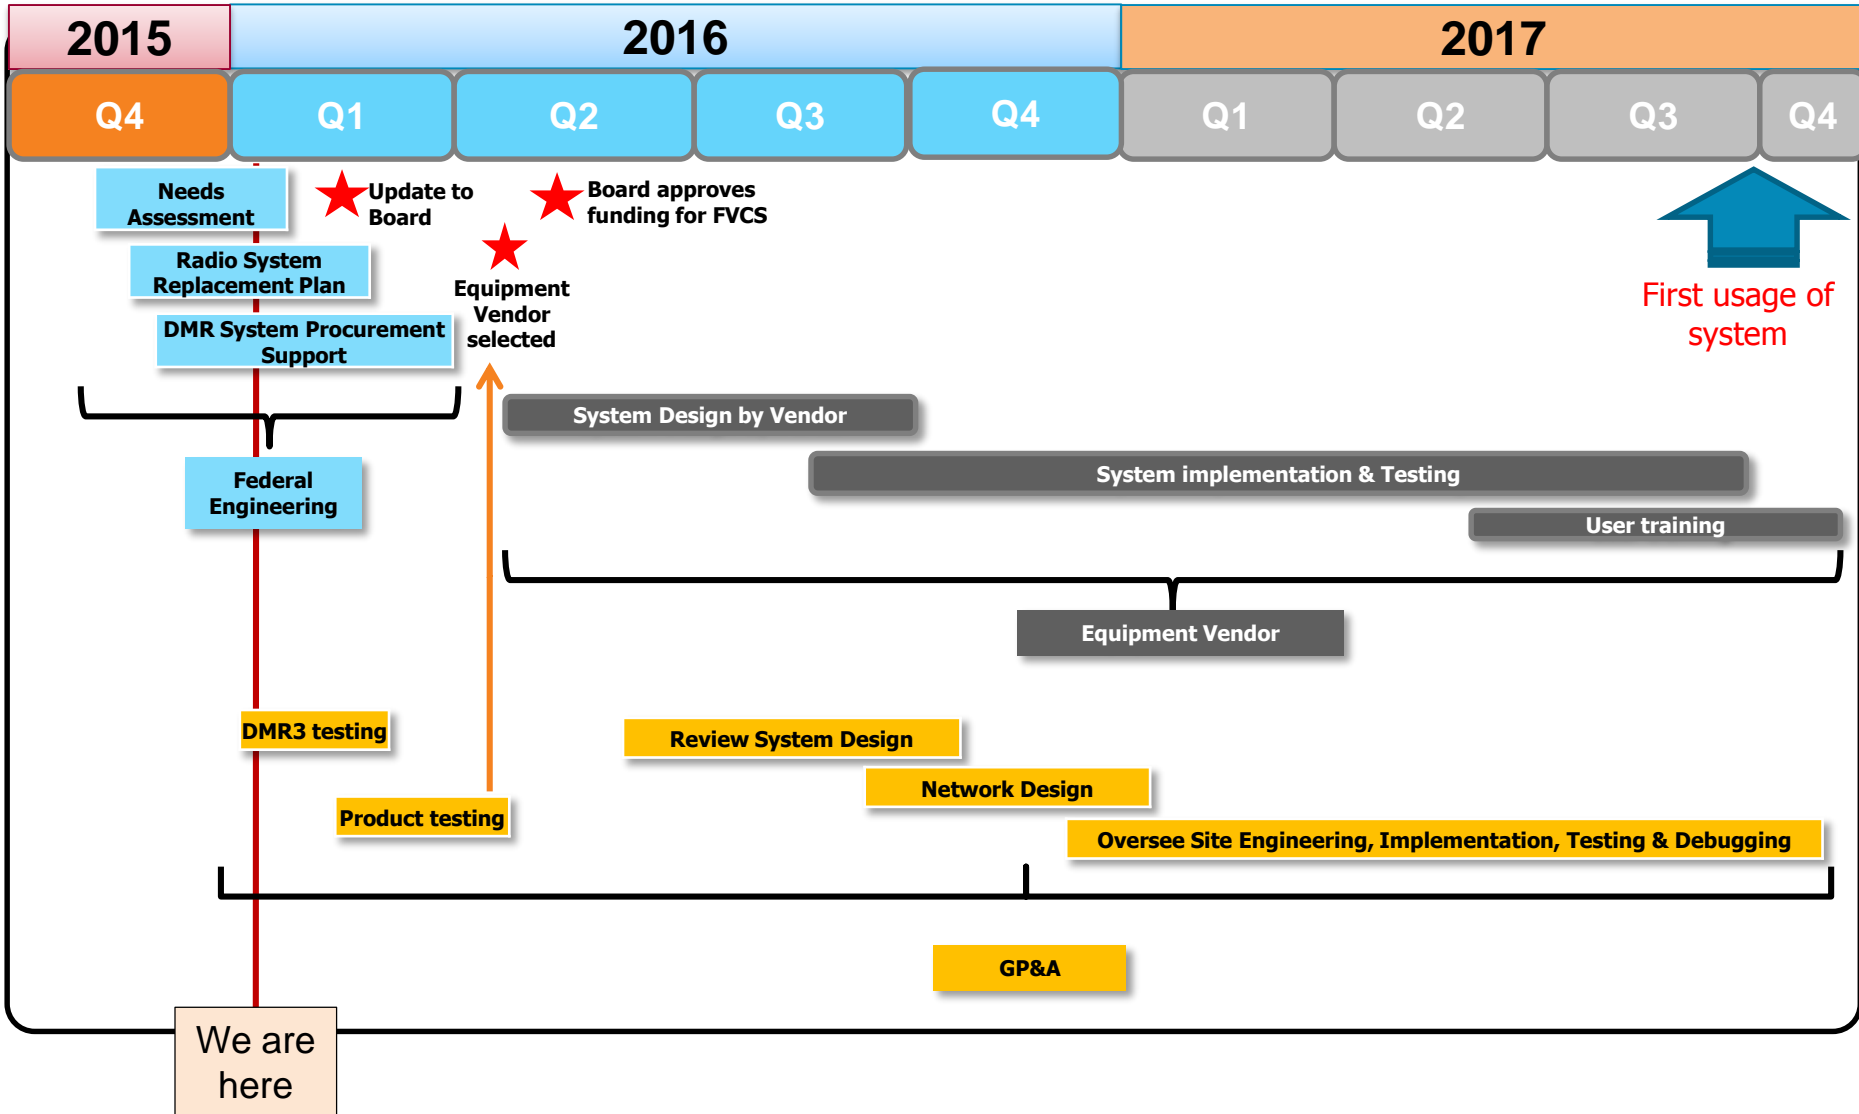 2015
2016
2017
Q4
Q1
Q2
Q3
Q4
Q1
Q2
Q3
Q4
Needs
Assessment
Update to
Board
Board approves
funding for FVCS
Radio System
Replacement Plan
Equipment
Vendor
selected
First usage of
system
DMR System Procurement
Support
System Design by Vendor
Federal
Engineering
System implementation & Testing
User training
Equipment Vendor
DMR3 testing
Review System Design
Network Design
Product testing
Oversee Site Engineering, Implementation, Testing & Debugging
GP&A
We are
here